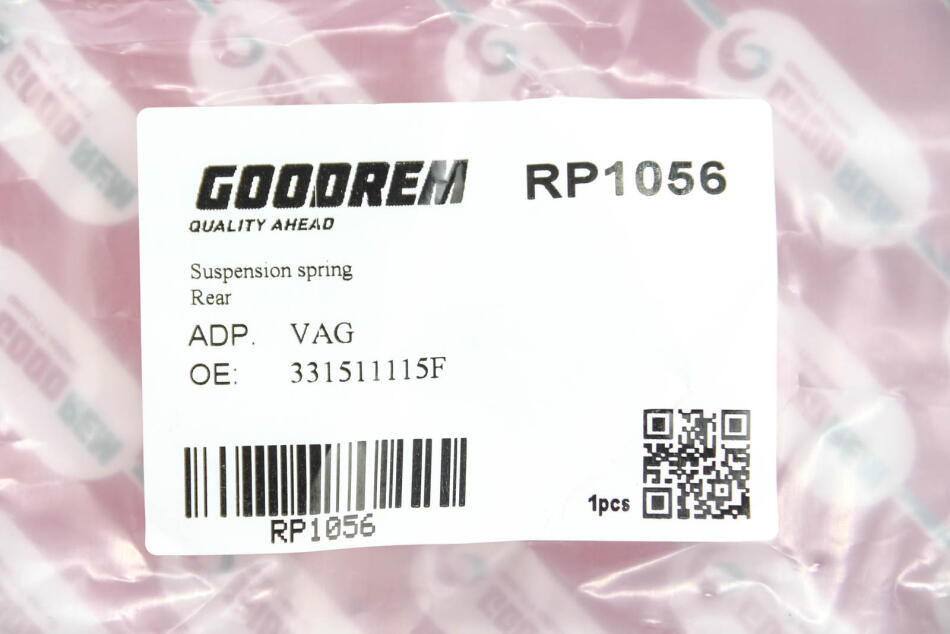 GOODREM
RP1056
QUALITY AHEAD
Suspension spring
Rear
ADP. VAG
OE: 331511115F
1pcs
RP1056